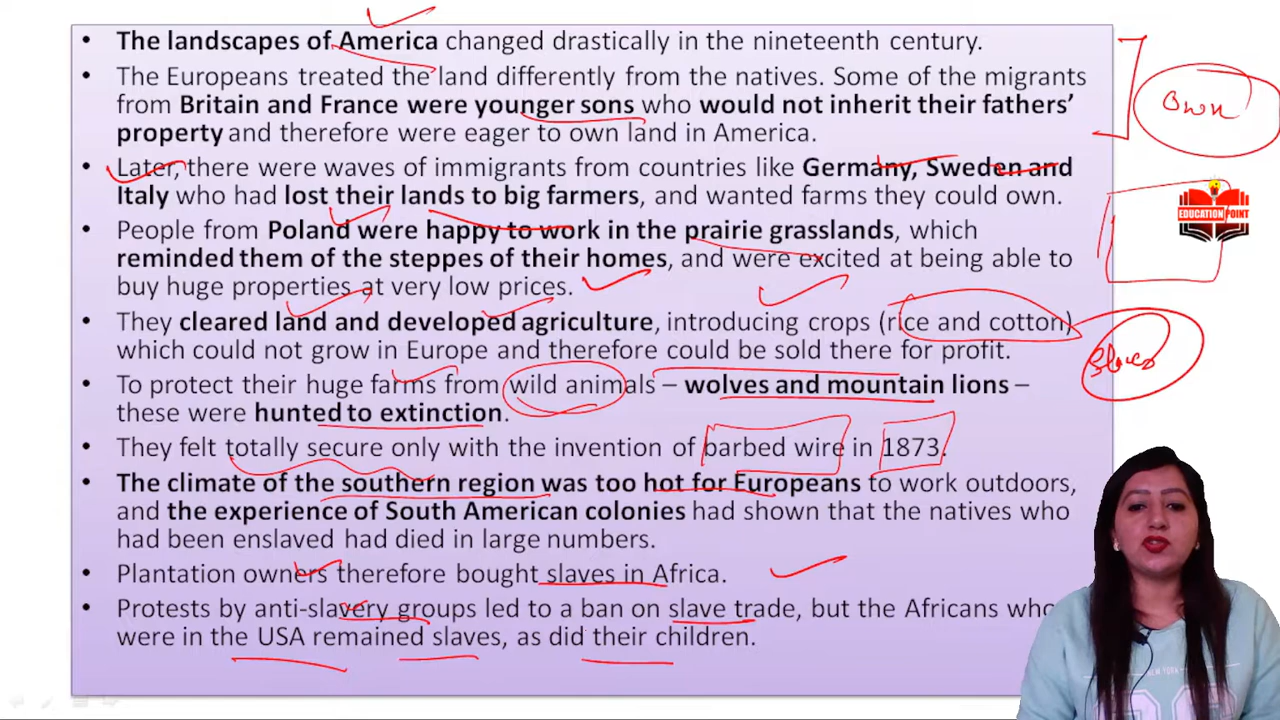 • The landscapes of America changed drastically in the nineteenth century.
• The Europeans treated the land differently from the natives. Some of the migrants
from Britain and France were younger sons who would not inherit their fathers’
property and therefore were eager to own land in America.
• Later, there were waves of immigrants from countries like Germany, Sweden and
Italy who had lost their lands to big farmers, and wanted farms they could own.
• People from Poland were happy to work in the prairie grasslands, which
reminded them of the steppes of their homes, and were excited at being able to
buy huge properties at very low prices.
• They cleared land and developed agriculture, introducing crops (rice and cotton)
which could not grow in Europe and therefore could be sold there for profit.
• To protect their huge farms from wild animals – wolves and mountain lions –
these were hunted to extinction.
• They felt totally secure only with the invention of barbed wire in 1873.
• The climate of the southern region was too hot for Europeans to work outdoors,
and the experience of South American colonies had shown that the natives who
had been enslaved had died in large numbers.
• Plantation owners therefore bought slaves in Africa.
• Protests by anti-slavery groups led to a ban on slave trade, but the Africans who
were in the USA remained slaves, as did their children.
Own
EDUCATION POINT
Slaves
NEW YORK